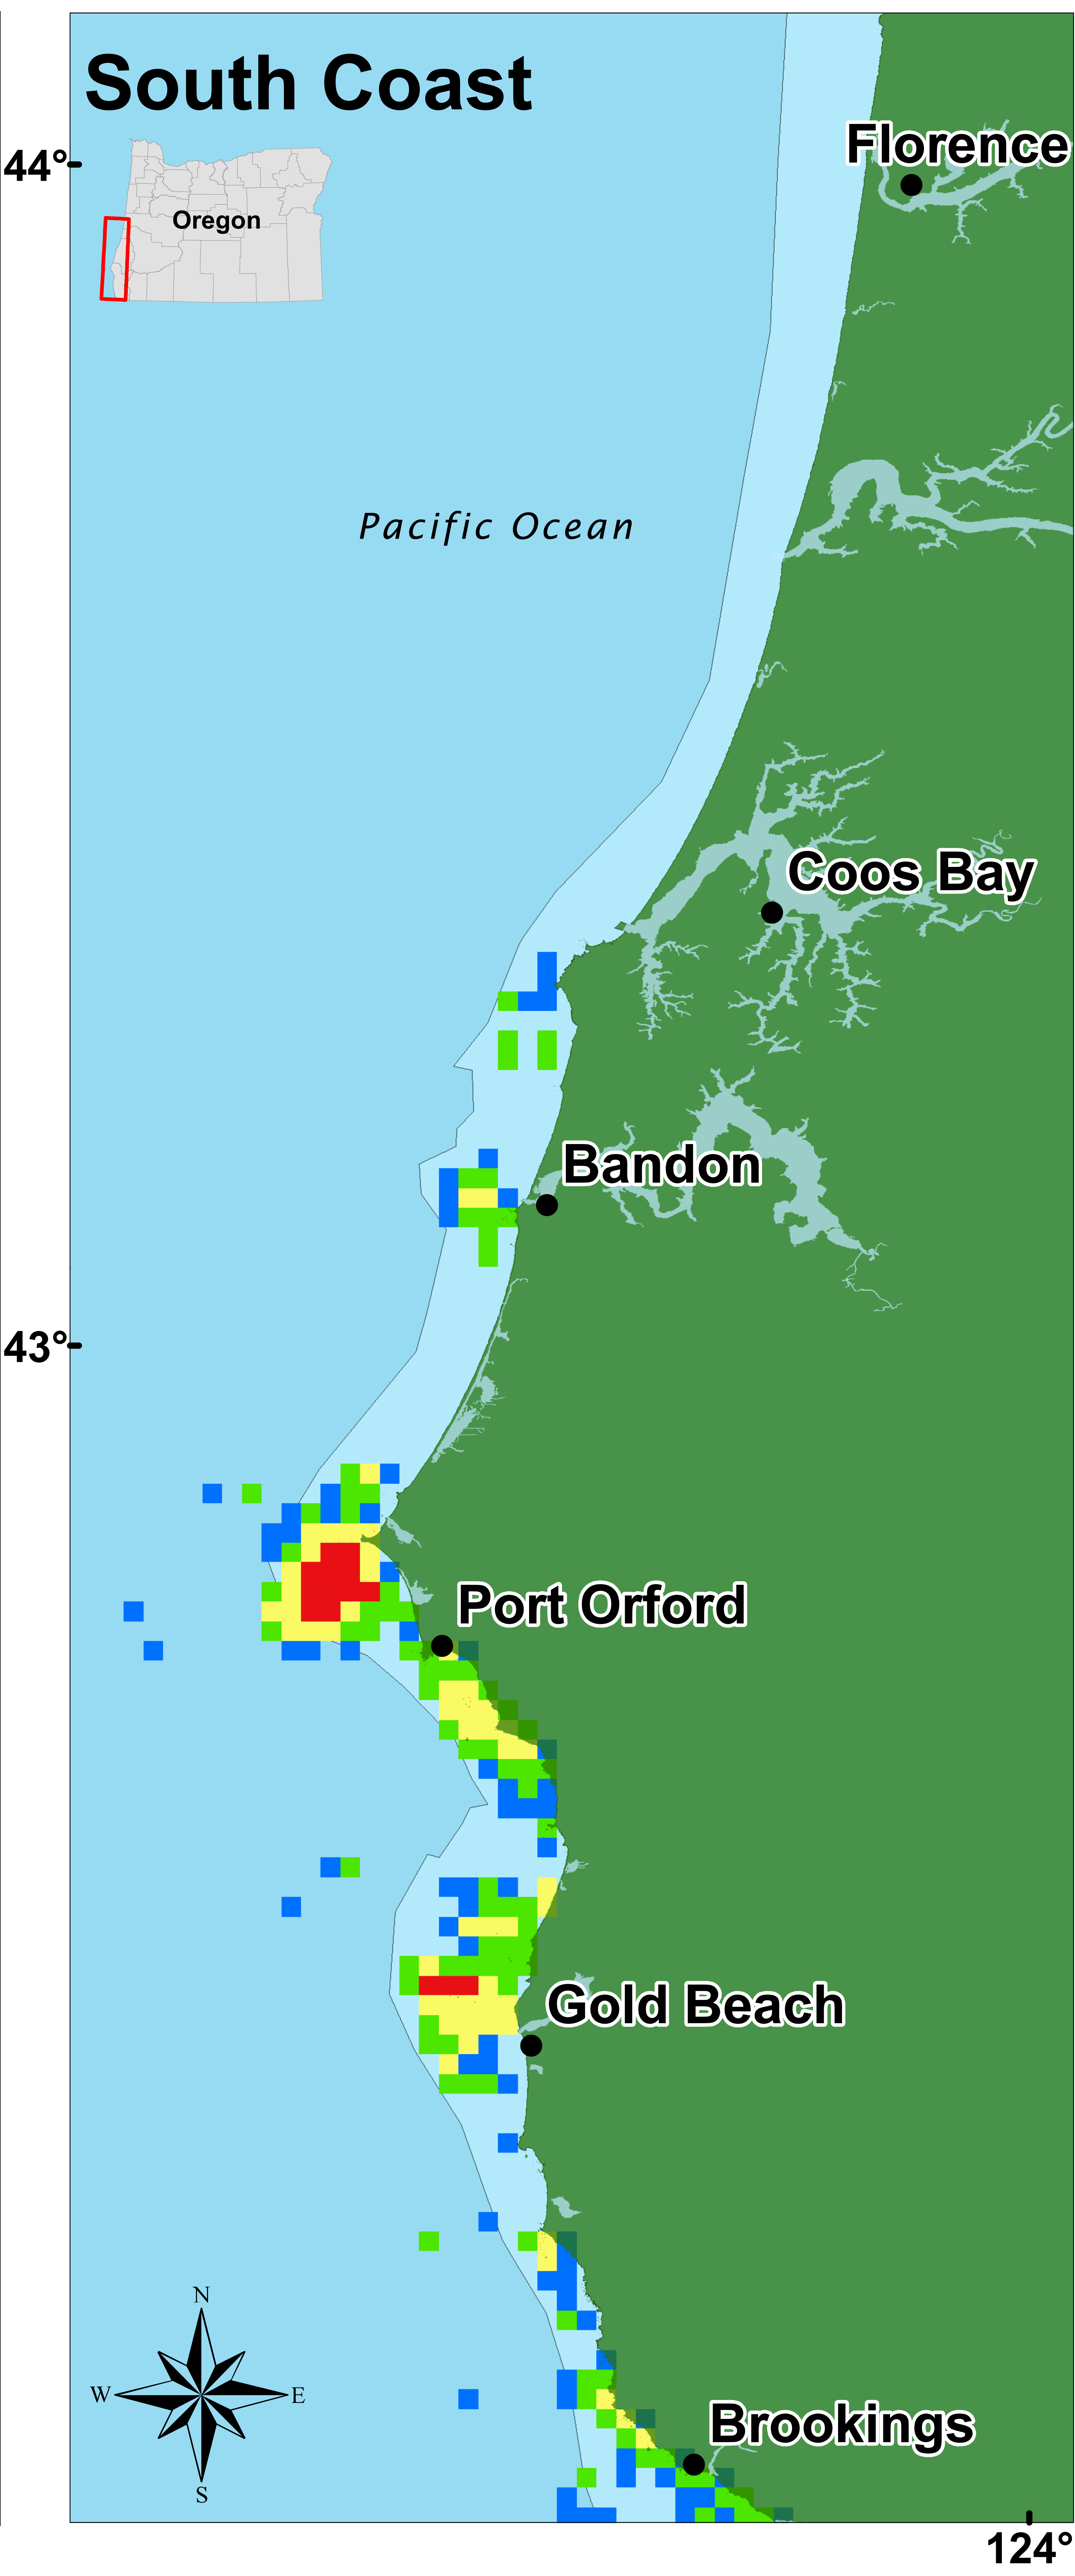 South Coast
Florence
44°
Oregon
Pacific Ocean
Coos Bay
Bandon
43°
Port Orford
Gold Beach
N
W
E
S
Brookings
124°